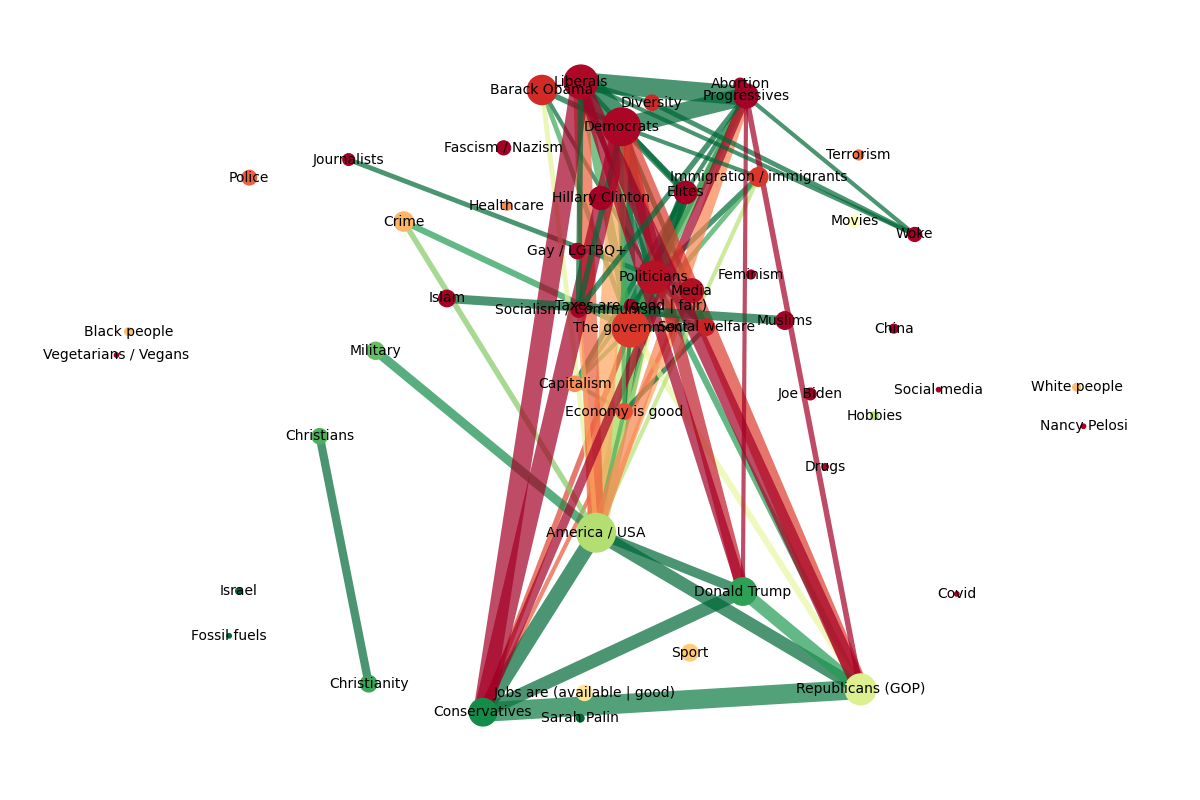 Liberals
Abortion
Barack Obama
Progressives
Diversity
Democrats
Fascism / Nazism
Terrorism
Journalists
Immigration / immigrants
Police
Elites
Hillary Clinton
Healthcare
Crime
Movies
Woke
Gay / LGTBQ+
Feminism
Politicians
Media
Islam
Taxes are (good | fair)
Socialism / Communism
Muslims
The government
Social welfare
China
Black people
Military
Vegetarians / Vegans
Capitalism
White people
Social media
Joe Biden
Economy is good
Hobbies
Nancy Pelosi
Christians
Drugs
America / USA
Israel
Donald Trump
Covid
Fossil fuels
Sport
Christianity
Republicans (GOP)
Jobs are (available | good)
Conservatives
Sarah Palin